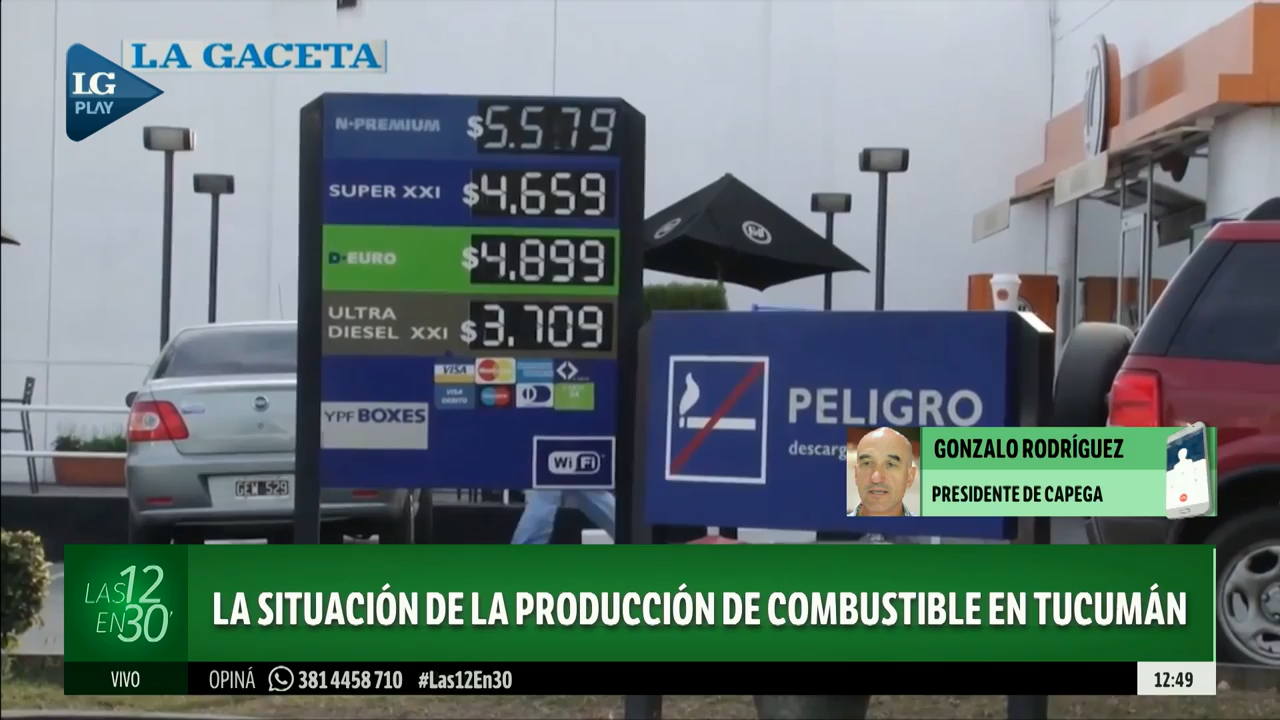 LA GACETA
LG
PLAY
N-PREMIUM $5.579
SUPER XXI $4.659
D-EURO $4.899
ULTRA
DIESEL XXI $3.709
VISA
VISA
DEBITO
YPF BOXES
WiFi
PELIGRO
descarg
GONZALO RODRÍGUEZ
PRESIDENTE DE CAPEGA
GEW 529
LAS 12
EN 30'
LA SITUACIÓN DE LA PRODUCCIÓN DE COMBUSTIBLE EN TUCUMÁN
VIVO OPINÁ 381 4458 710 #Las12En30 12:49